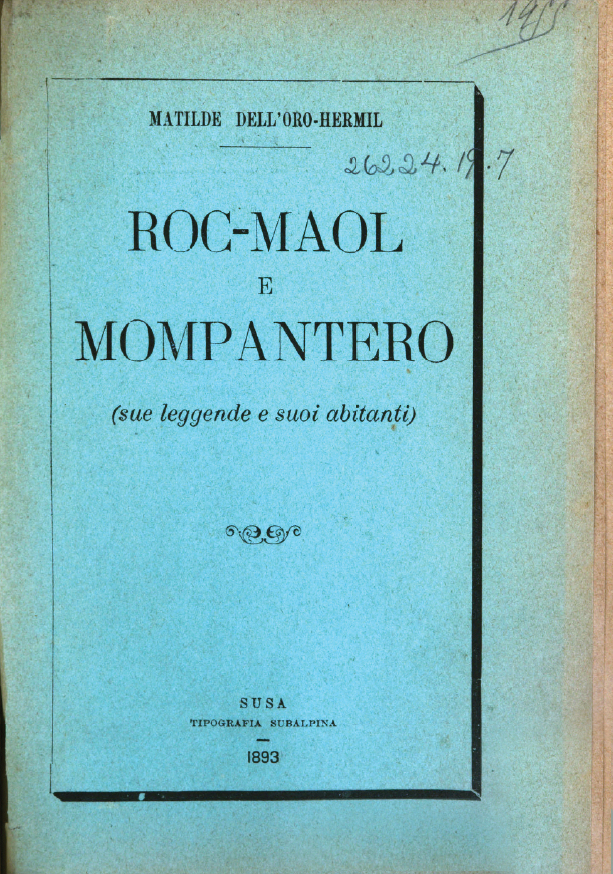 MATILDE DELL'ORO-HERMIL
26224.19.7
ROC-MAOL
E
MOMPANTERO
(sue leggende e suoi abitanti)
SUSA
TIPOGRAFIA SUBALPINA
1893